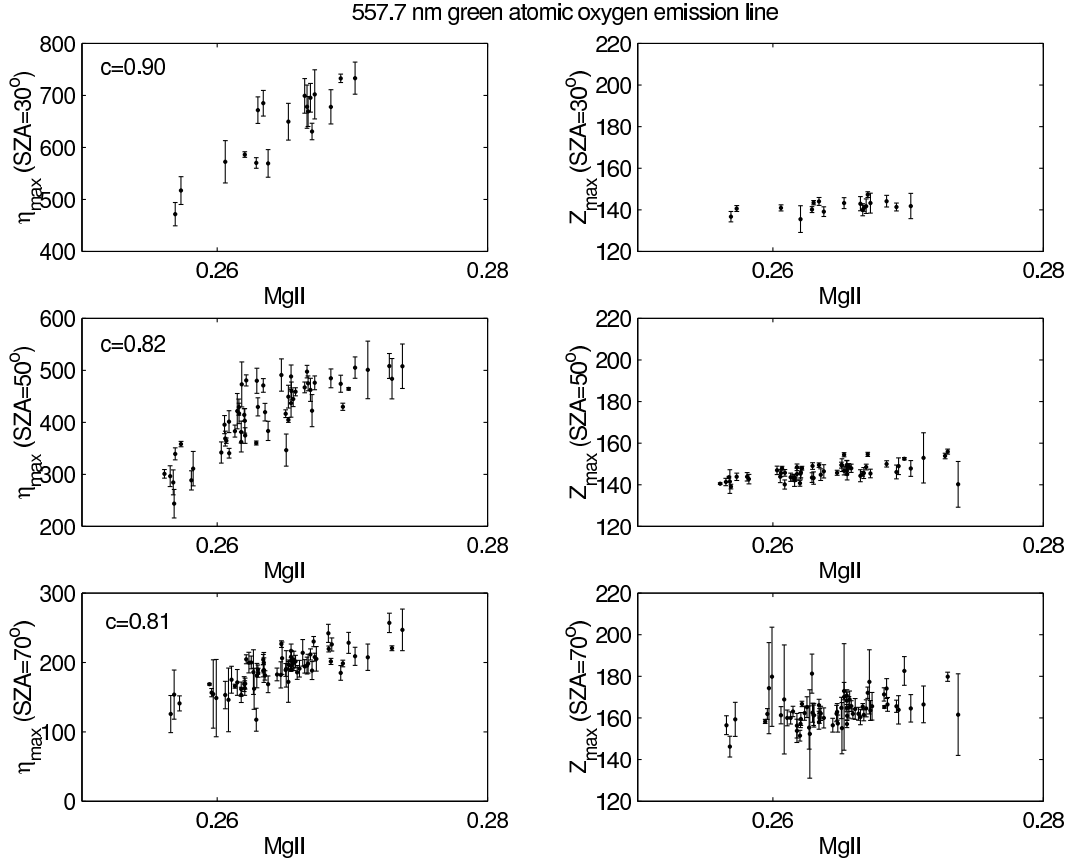 557.7 nm green atomic oxygen emission line
c=0.90
800
700
600
500
400
η_max (SZA=30°)
0.26
0.28
MgII
220
200
180
160
140
120
Z_max (SZA=30°)
0.26
0.28
MgII
c=0.82
600
500
400
300
200
η_max (SZA=50°)
0.26
0.28
MgII
220
200
180
160
140
120
Z_max (SZA=50°)
0.26
0.28
MgII
c=0.81
300
200
100
0
η_max (SZA=70°)
0.26
0.28
MgII
220
200
180
160
140
120
Z_max (SZA=70°)
0.26
0.28
MgII